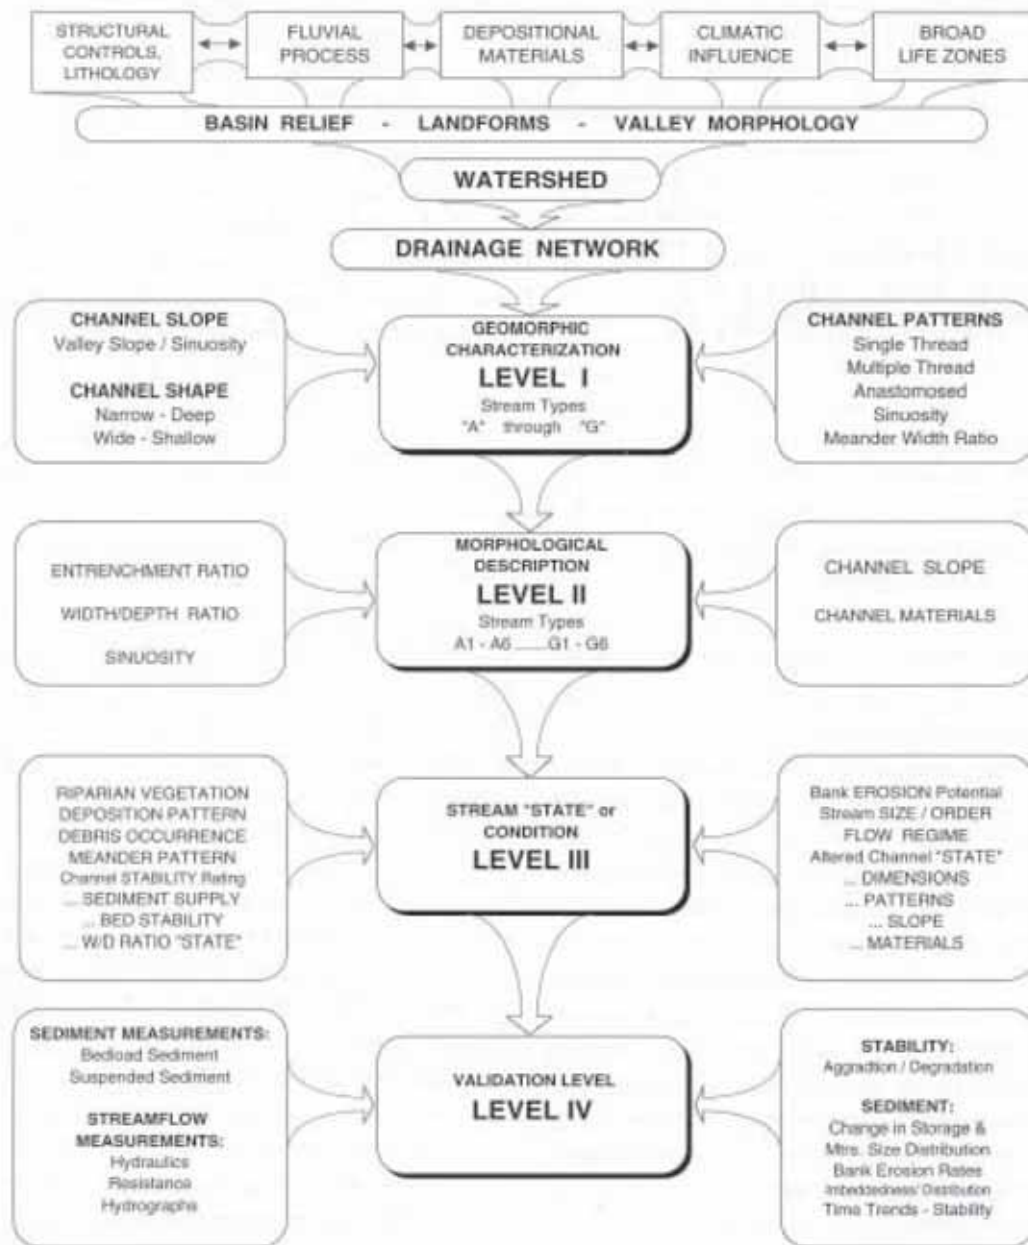 STRUCTURAL
CONTROLS,
LITHOLOGY
FLUVIAL
PROCESS
DEPOSITIONAL
MATERIALS
CLIMATIC
INFLUENCE
BROAD
LIFE ZONES
BASIN RELIEF - LANDFORMS - VALLEY MORPHOLOGY
WATERSHED
DRAINAGE NETWORK
CHANNEL SLOPE
Valley Slope / Sinuosity
CHANNEL SHAPE
Narrow - Deep
Wide - Shallow
GEOMORPHIC
CHARACTERIZATION
LEVEL I
Stream Types
"A" through "G"
CHANNEL PATTERNS
Single Thread
Multiple Thread
Anastomosed
Sinuosity
Meander Width Ratio
ENTRENCHMENT RATIO
WIDTH/DEPTH RATIO
SINUOSITY
MORPHOLOGICAL
DESCRIPTION
LEVEL II
Stream Types
A1 - A6 ......G1 - G6
CHANNEL SLOPE
CHANNEL MATERIALS
RIPARIAN VEGETATION
DEPOSITION PATTERN
DEBRIS OCCURRENCE
MEANDER PATTERN
Channel STABILITY Rating
... SEDIMENT SUPPLY
... BED STABILITY
... W/D RATIO "STATE"
STREAM "STATE" or
CONDITION
LEVEL III
Bank EROSION Potential
Stream SIZE / ORDER
FLOW REGIME
Altered Channel "STATE"
... DIMENSIONS
... PATTERNS
... SLOPE
... MATERIALS
SEDIMENT MEASUREMENTS:
Bedload Sediment
Suspended Sediment
STREAMFLOW
MEASUREMENTS:
Hydraulics
Resistance
Hydrographs
VALIDATION LEVEL
LEVEL IV
STABILITY:
Aggradtion / Degradation
SEDIMENT:
Change in Storage &
Mtrs. Size Distribution
Bank Erosion Rates
Imbeddedness/ Distribution
Time Trends - Stability